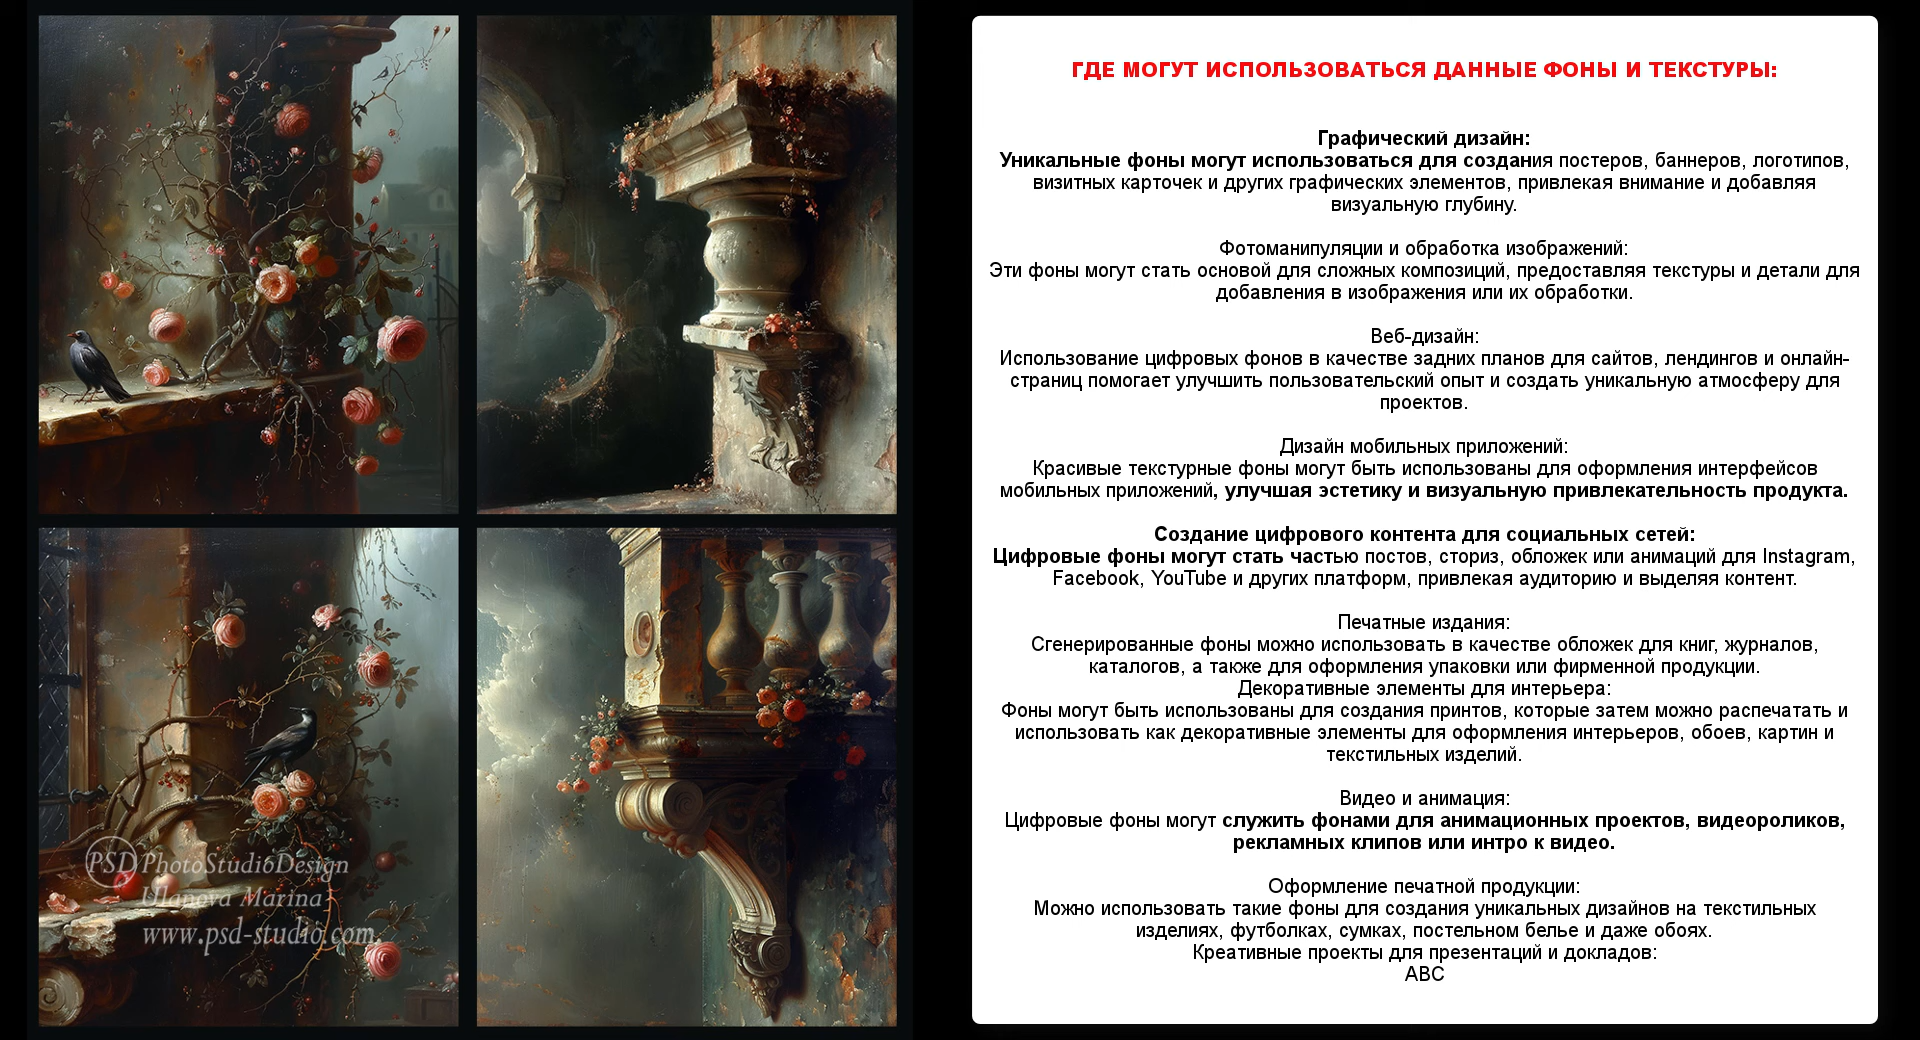 PSD PhotoStudioDesign
Ulanova Marina
www.psd-studio.com.
ГДЕ МОГУТ ИСПОЛЬЗОВАТЬСЯ ДАННЫЕ ФОНЫ И ТЕКСТУРЫ:
Графический дизайн:
Уникальные фоны могут использоваться для создания постеров, баннеров, логотипов,
визитных карточек и других графических элементов, привлекая внимание и добавляя
визуальную глубину.
Фотоманипуляции и обработка изображений:
Эти фоны могут стать основой для сложных композиций, предоставляя текстуры и детали для
добавления в изображения или их обработки.
Веб-дизайн:
Использование цифровых фонов в качестве задних планов для сайтов, лендингов и онлайн-
страниц помогает улучшить пользовательский опыт и создать уникальную атмосферу для
проектов.
Дизайн мобильных приложений:
Красивые текстурные фоны могут быть использованы для оформления интерфейсов
мобильных приложений, улучшая эстетику и визуальную привлекательность продукта.
Создание цифрового контента для социальных сетей:
Цифровые фоны могут стать частью постов, сториз, обложек или анимаций для Instagram,
Facebook, YouTube и других платформ, привлекая аудиторию и выделяя контент.
Печатные издания:
Сгенерированные фоны можно использовать в качестве обложек для книг, журналов,
каталогов, а также для оформления упаковки или фирменной продукции.
Декоративные элементы для интерьера:
Фоны могут быть использованы для создания принтов, которые затем можно распечатать и
использовать как декоративные элементы для оформления интерьеров, обоев, картин и
текстильных изделий.
Видео и анимация:
Цифровые фоны могут служить фонами для анимационных проектов, видеороликов,
рекламных клипов или интро к видео.
Оформление печатной продукции:
Можно использовать такие фоны для создания уникальных дизайнов на текстильных
изделиях, футболках, сумках, постельном белье и даже обоях.
Креативные проекты для презентаций и докладов:
АВС